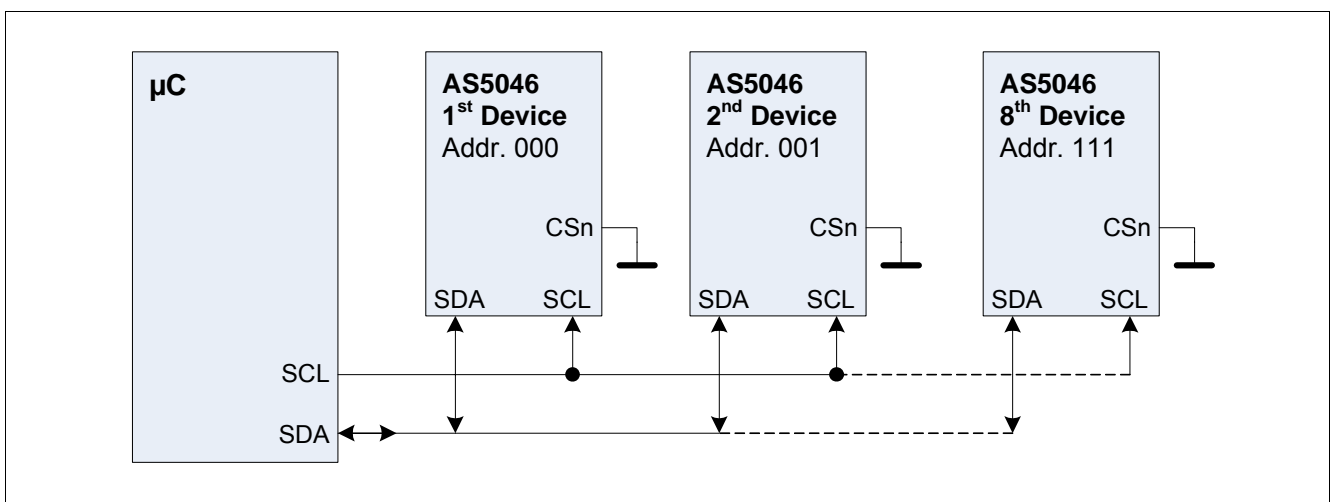 µC
AS5046
1st Device
Addr. 000
CSn
SDA SCL
AS5046
2nd Device
Addr. 001
CSn
SDA SCL
AS5046
8th Device
Addr. 111
CSn
SDA SCL
SCL
SDA